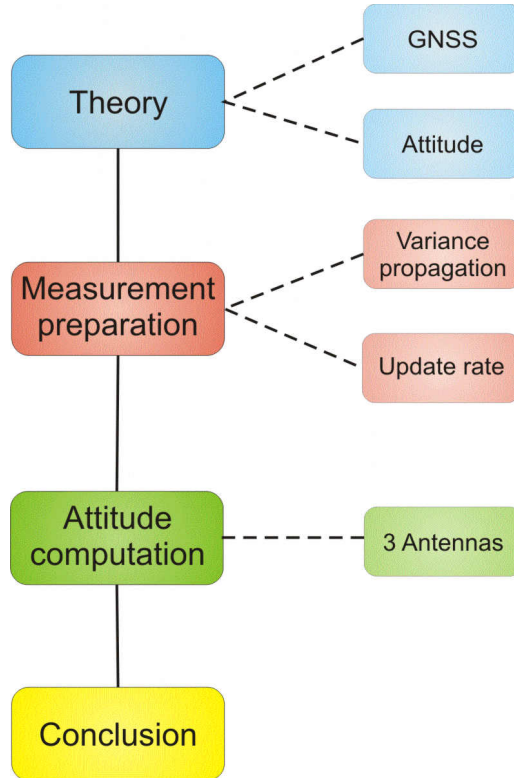 GNSS
Theory
Attitude
Variance
propagation
Measurement
preparation
Update rate
Attitude
computation
3 Antennas
Conclusion